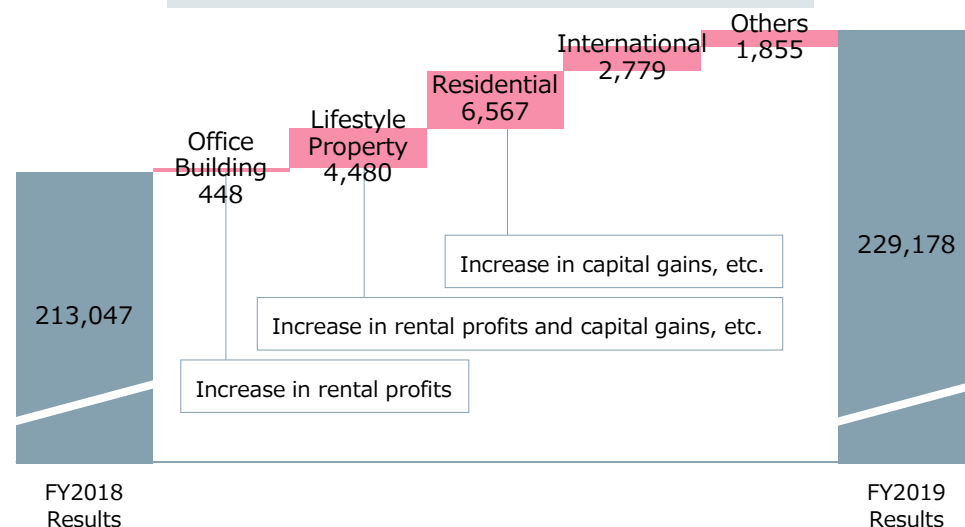 Others
1,855
International
2,779
Residential
6,567
Lifestyle
Property
4,480
Office
Building
448
229,178
Increase in capital gains, etc.
213,047
Increase in rental profits and capital gains, etc.
Increase in rental profits
FY2018
Results
FY2019
Results